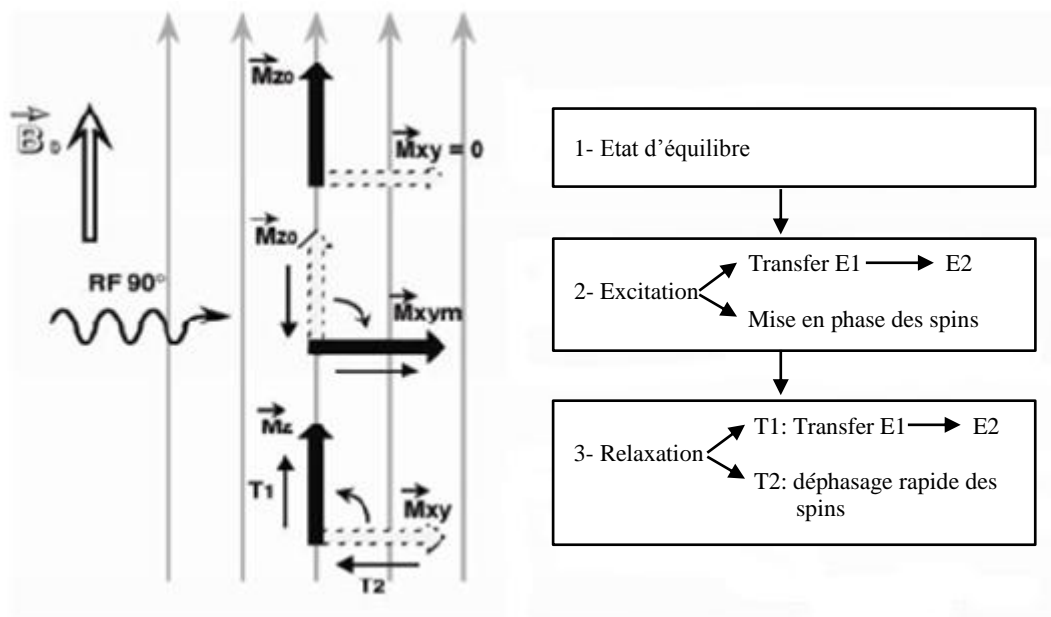 Mz0
B0
Mxy = 0
Mz0
RF 90°
Mxym
Mz
T1
Mxy
T2
1- Etat d'équilibre
Transfer E1 E2
2- Excitation
Mise en phase des spins
T1: Transfer E1 E2
3- Relaxation
T2: déphasage rapide des
spins